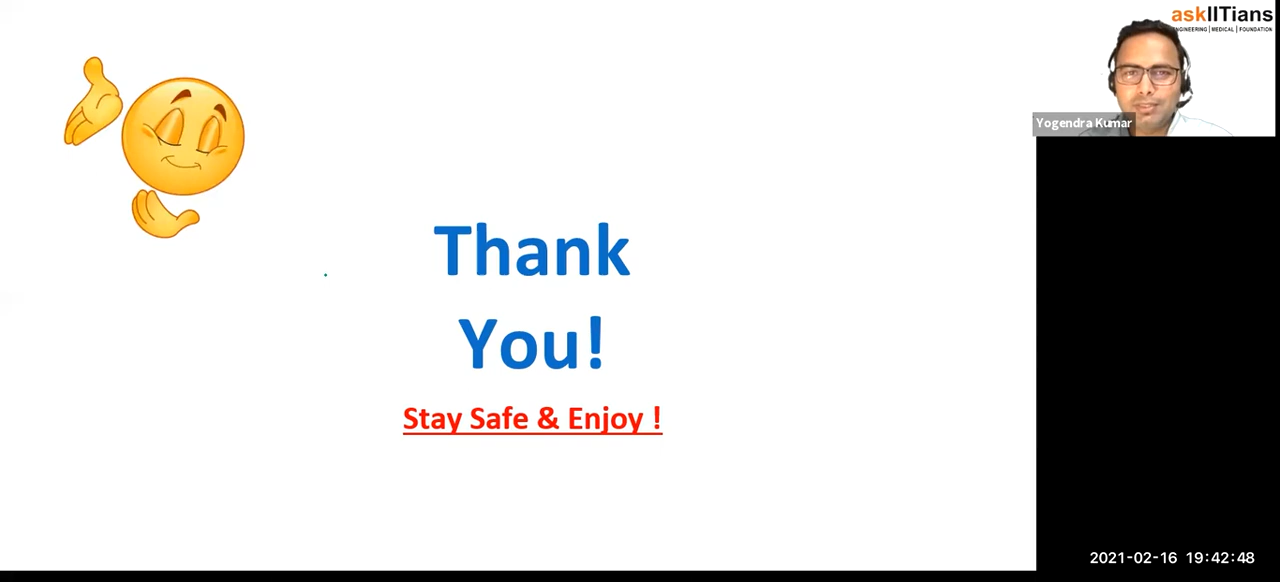 askIITians
ENGINEERING | MEDICAL | FOUNDATION
Yogendra Kumar
Thank
You!
Stay Safe & Enjoy !
2021-02-16 19:42:48